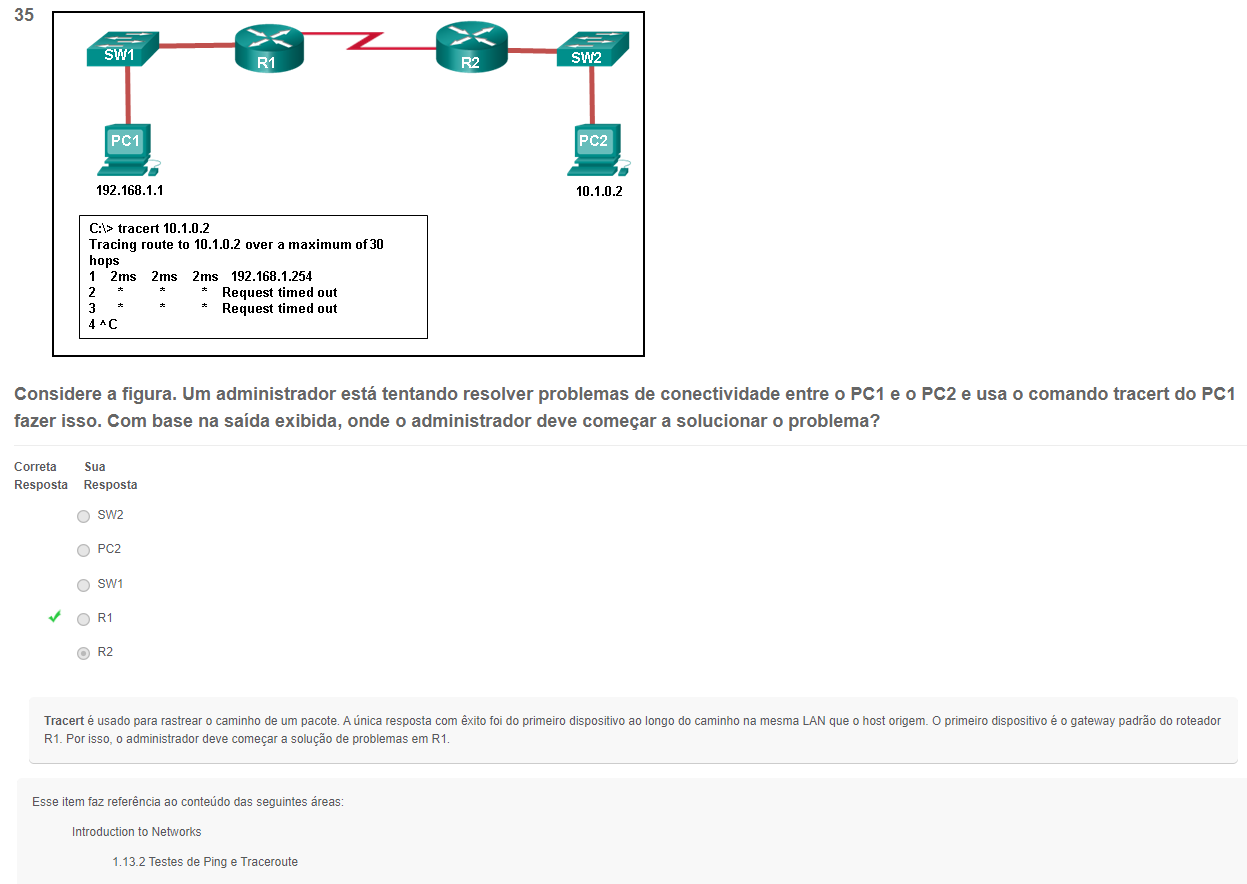 35
SW1
R1
R2
SW2
PC1
PC2
192.168.1.1
10.1.0.2
C:\> tracert 10.1.0.2
Tracing route to 10.1.0.2 over a maximum of 30
hops
1 2ms 2ms 2ms 192.168.1.254
2 * * * Request timed out
3 * * * Request timed out
4 ^C
Considere a figura. Um administrador está tentando resolver problemas de conectividade entre o PC1 e o PC2 e usa o comando tracert do PC1
fazer isso. Com base na saída exibida, onde o administrador deve começar a solucionar o problema?
Correta Sua
Resposta Resposta
SW2
PC2
SW1
R1
R2
Tracert é usado para rastrear o caminho de um pacote. A única resposta com êxito foi do primeiro dispositivo ao longo do caminho na mesma LAN que o host origem. O primeiro dispositivo é o gateway padrão do roteador
R1. Por isso, o administrador deve começar a solução de problemas em R1.
Esse item faz referência ao conteúdo das seguintes áreas:
Introduction to Networks
1.13.2 Testes de Ping e Traceroute